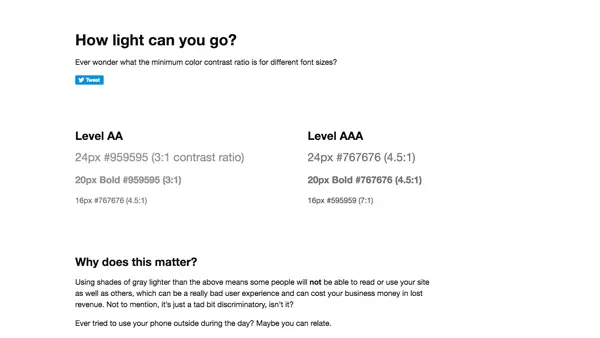 How light can you go?
Ever wonder what the minimum color contrast ratio is for different font sizes?
Tweet
Level AA
24px #959595 (3:1 contrast ratio)
20px Bold #959595 (3:1)
16px #767676 (4.5:1)
Level AAA
24px #767676 (4.5:1)
20px Bold #767676 (4.5:1)
16px #595959 (7:1)
Why does this matter?
Using shades of gray lighter than the above means some people will not be able to read or use your site
as well as others, which can be a really bad user experience and can cost your business money in lost
revenue. Not to mention, it's just a tad bit discriminatory, isn't it?
Ever tried to use your phone outside during the day? Maybe you can relate.